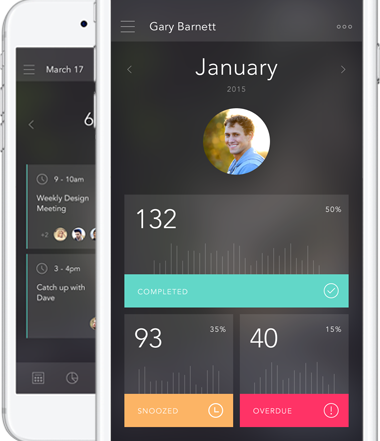 March 17
6
9 - 10am
Weekly Design
Meeting
+2
3 - 4pm
Catch up with
Dave
Gary Barnett
January
2015
132
50%
COMPLETED
93
35%
SNOOZED
40
15%
OVERDUE